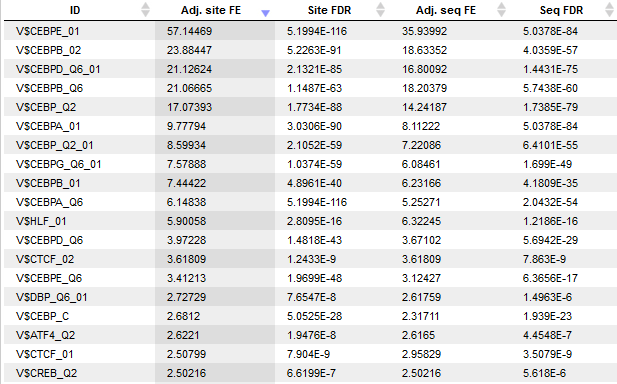 ID Adj. site FE Site FDR Adj. seq FE Seq FDR
V$CEBPE_01 57.14469 5.1994E-116 35.93992 5.0378E-84
V$CEBPB_02 23.88447 5.2263E-91 18.63352 4.0359E-57
V$CEBPD_Q6_01 21.12624 2.1321E-85 16.80092 1.4431E-75
V$CEBPB_Q6 21.06665 1.1487E-63 18.20379 5.7438E-60
V$CEBP_Q2 17.07393 1.7734E-88 14.24187 1.7385E-79
V$CEBPA_01 9.77794 3.0306E-90 8.11222 5.0378E-84
V$CEBP_Q2_01 8.59934 2.1052E-59 7.22086 6.4101E-55
V$CEBPG_Q6_01 7.57888 1.0374E-59 6.08461 1.699E-49
V$CEBPB_01 7.44422 4.8961E-40 6.23166 4.1809E-35
V$CEBPA_Q6 6.14838 5.1994E-116 5.25271 2.0432E-54
V$HLF_01 5.90058 2.8095E-16 6.32245 1.2186E-16
V$CEBPD_Q6 3.97228 1.4818E-43 3.67102 5.6942E-29
V$CTCF_02 3.61809 1.2433E-9 3.61809 7.863E-9
V$CEBPE_Q6 3.41213 1.9699E-48 3.12427 6.3656E-17
V$DBP_Q6_01 2.72729 7.6547E-8 2.61759 1.4963E-6
V$CEBP_C 2.6812 5.0525E-28 2.31711 1.939E-23
V$ATF4_Q2 2.6221 1.9476E-8 2.6165 4.4548E-7
V$CTCF_01 2.50799 7.904E-9 2.95829 3.5079E-9
V$CREB_Q2 2.50216 6.6199E-7 2.50216 5.618E-6